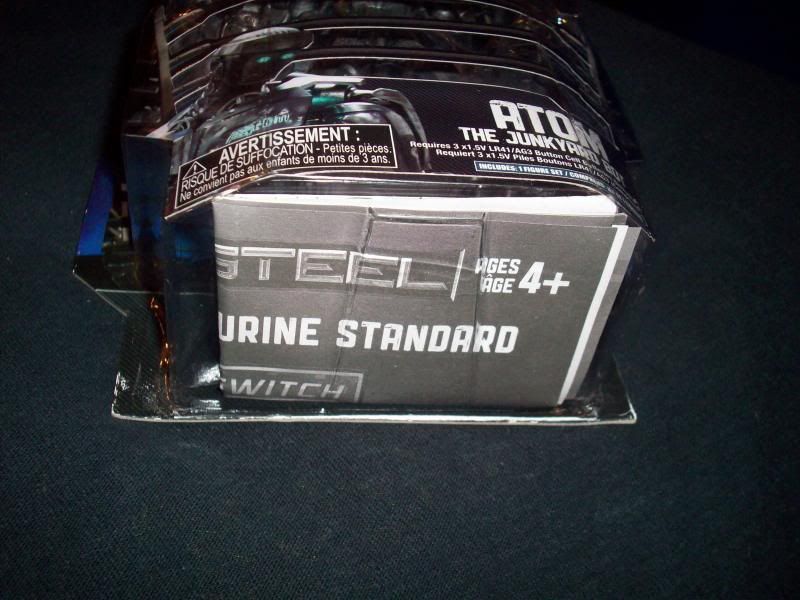 ATOM
THE JUNKYARD
Requires 3 x1.5V LR41/AG3 Button Cell
Requiert 3 x1.5V Piles Boutons
INCLUDES: 1 FIGURE SET /
AVERTISSEMENT :
RISQUE DE SUFFOCATION - Petites pièces.
Ne convient pas aux enfants de moins de 3 ans.
STEEL
AGES
ÂGE 4+
URINE STANDARD
SWITCH